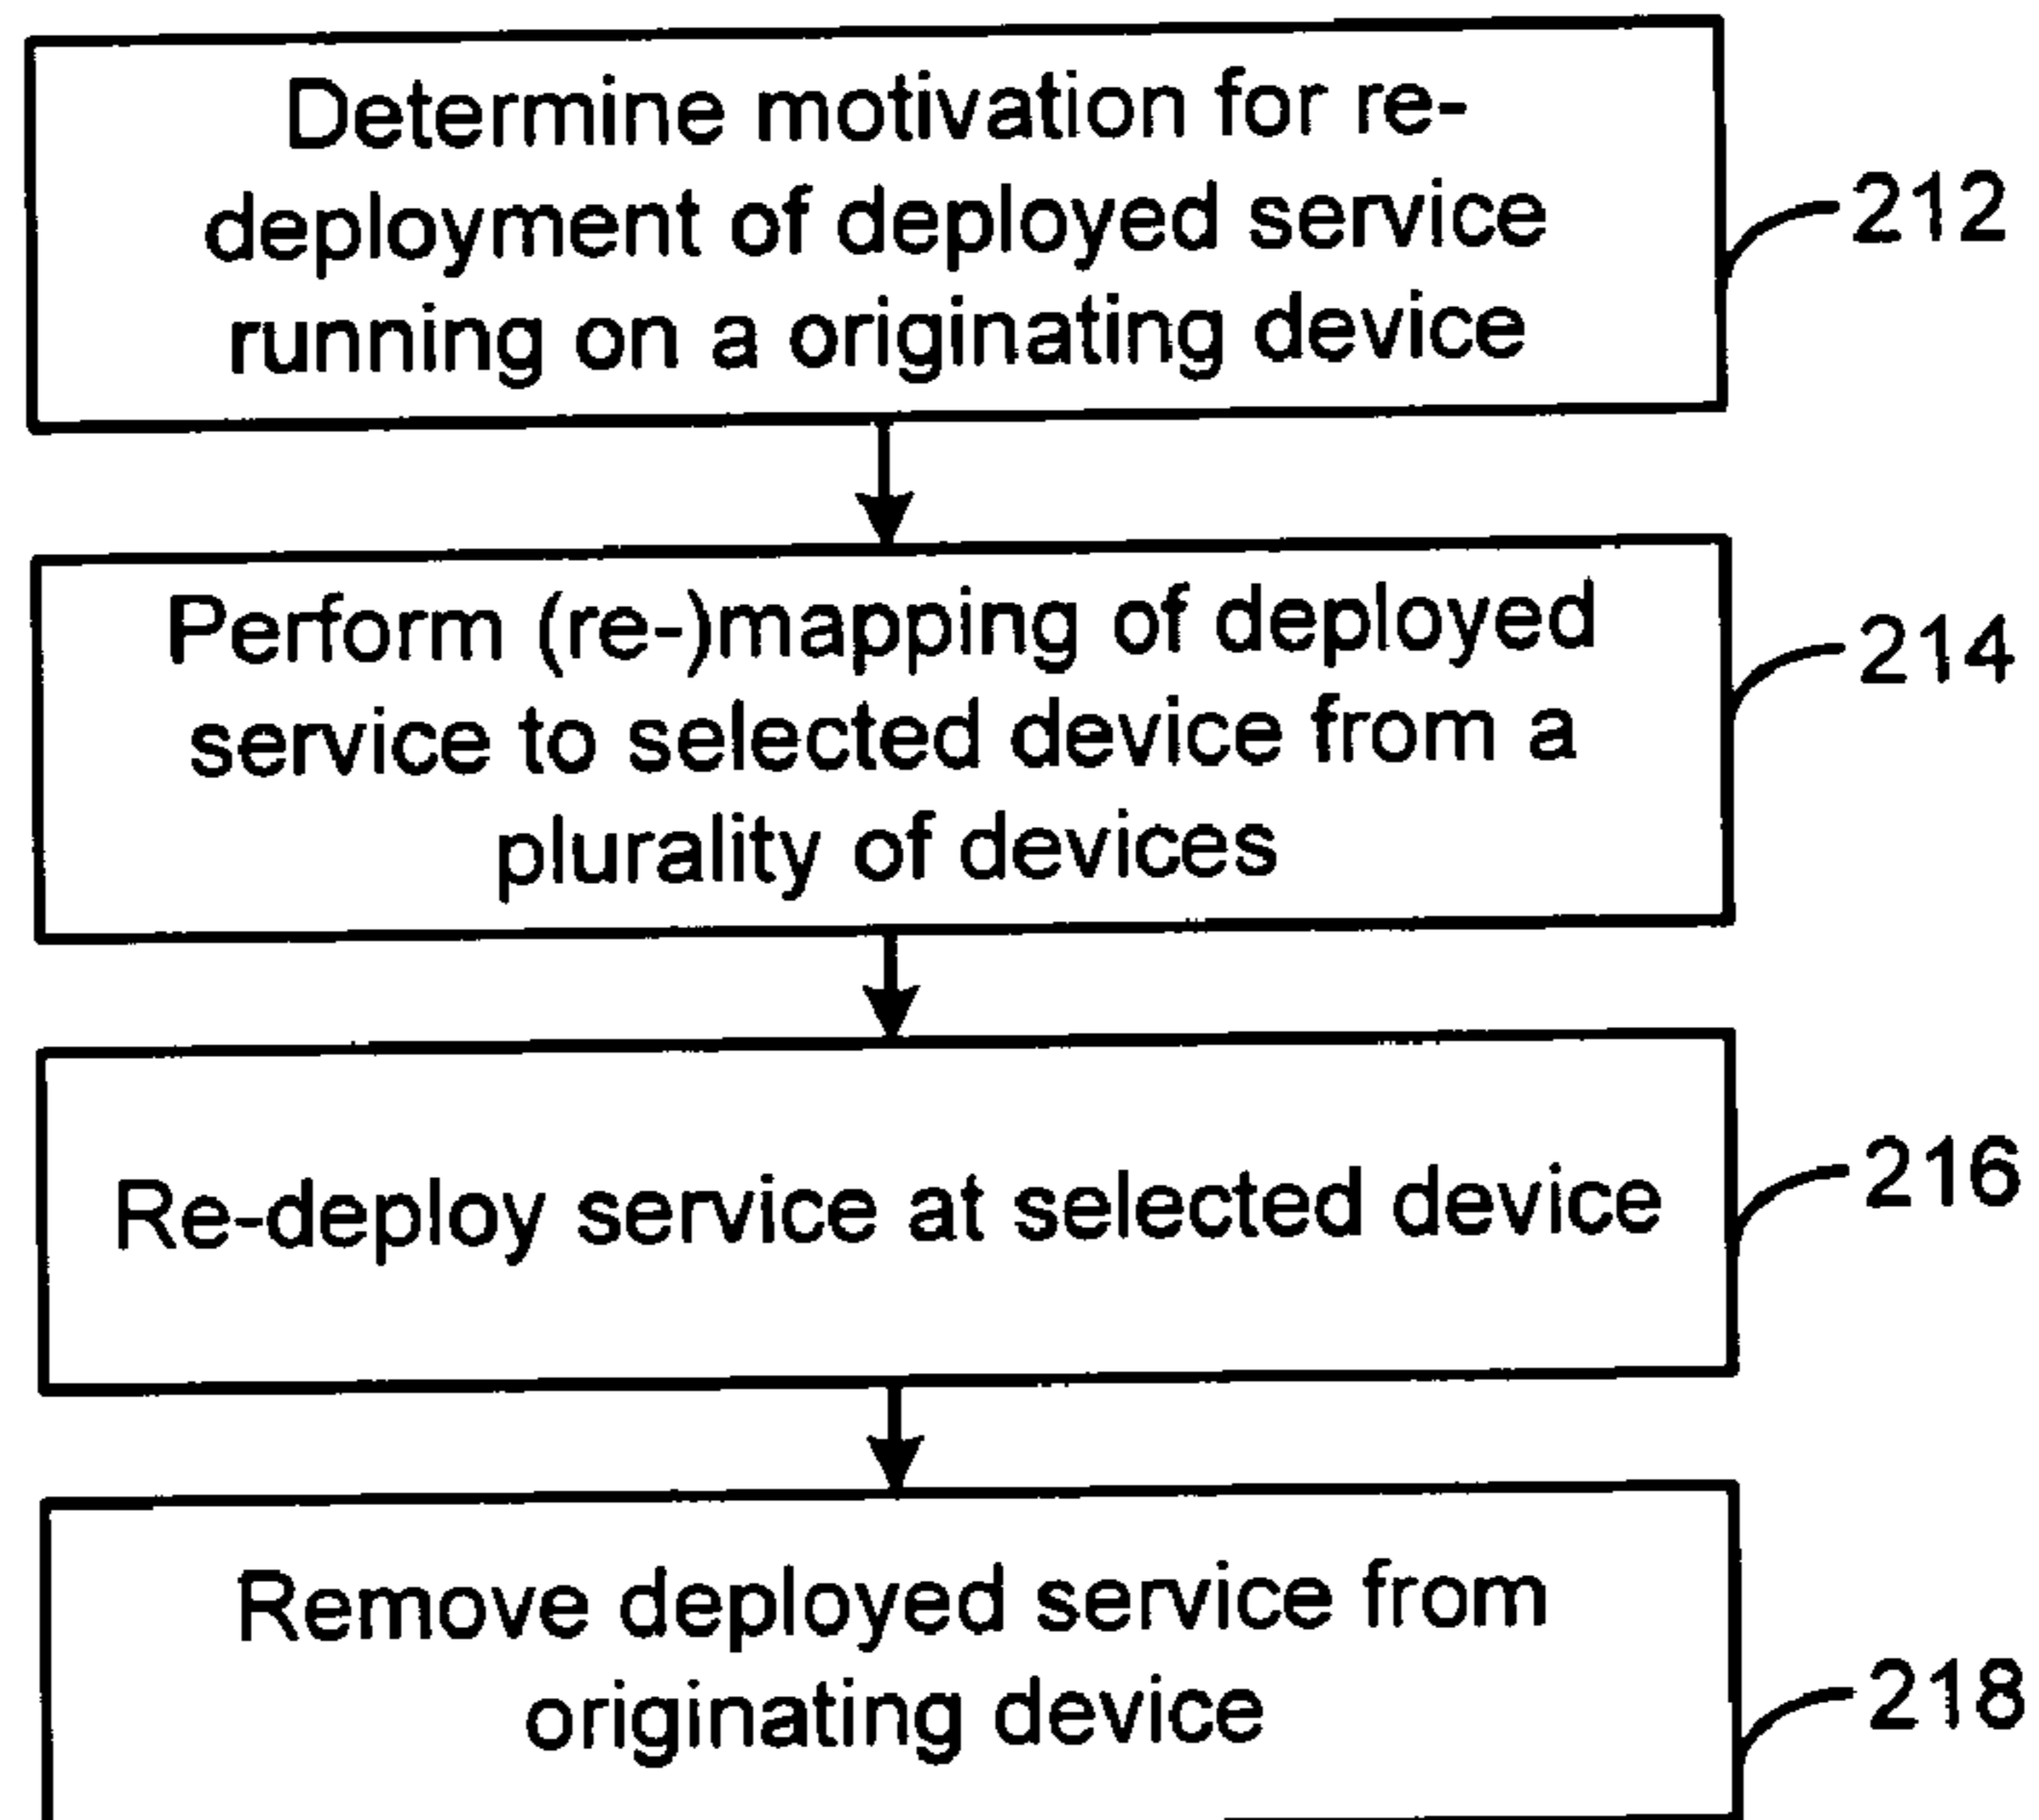 Determine motivation for re-
deployment of deployed service
running on a originating device
212
Perform (re-)mapping of deployed
service to selected device from a
plurality of devices
214
Re-deploy service at selected device
216
Remove deployed service from
originating device
218